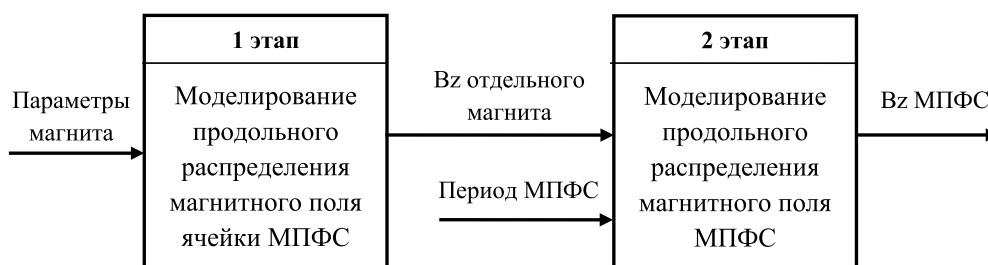 1 этап
2 этап
Параметры
магнита
Моделирование
продольного
распределения
магнитного поля
ячейки МПФС
Bz отдельного
магнита
Период МПФС
Моделирование
продольного
распределения
магнитного поля
МПФС
Bz МПФС